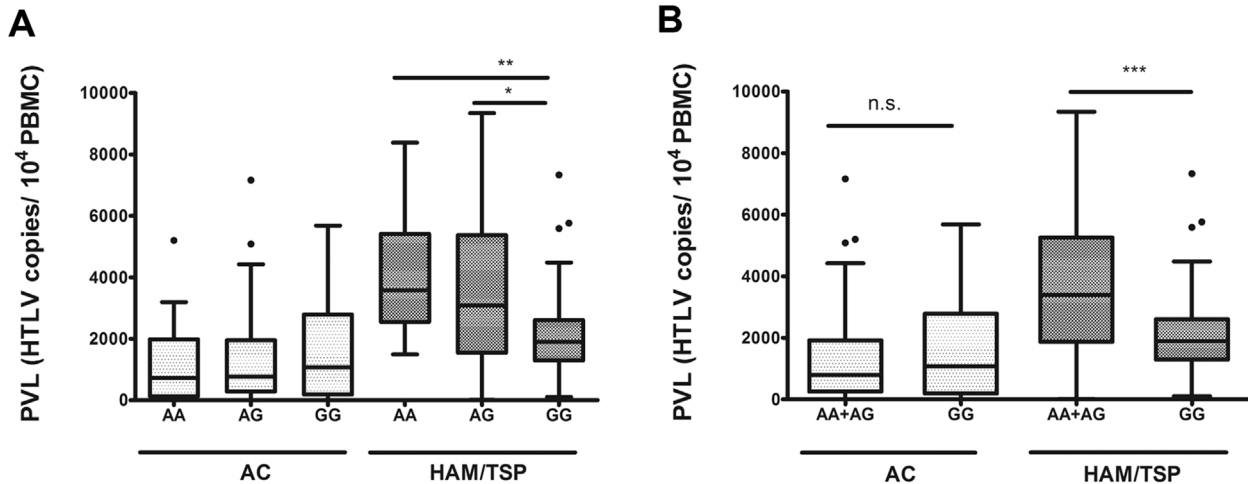 A
PVL (HTLV copies/ 10⁴ PBMC)
10000
8000
6000
4000
2000
0
**
*
AA AG GG AA AG GG
AC HAM/TSP
B
PVL (HTLV copies/ 10⁴ PBMC)
10000
8000
6000
4000
2000
0
n.s.
***
AA+AG GG AA+AG GG
AC HAM/TSP